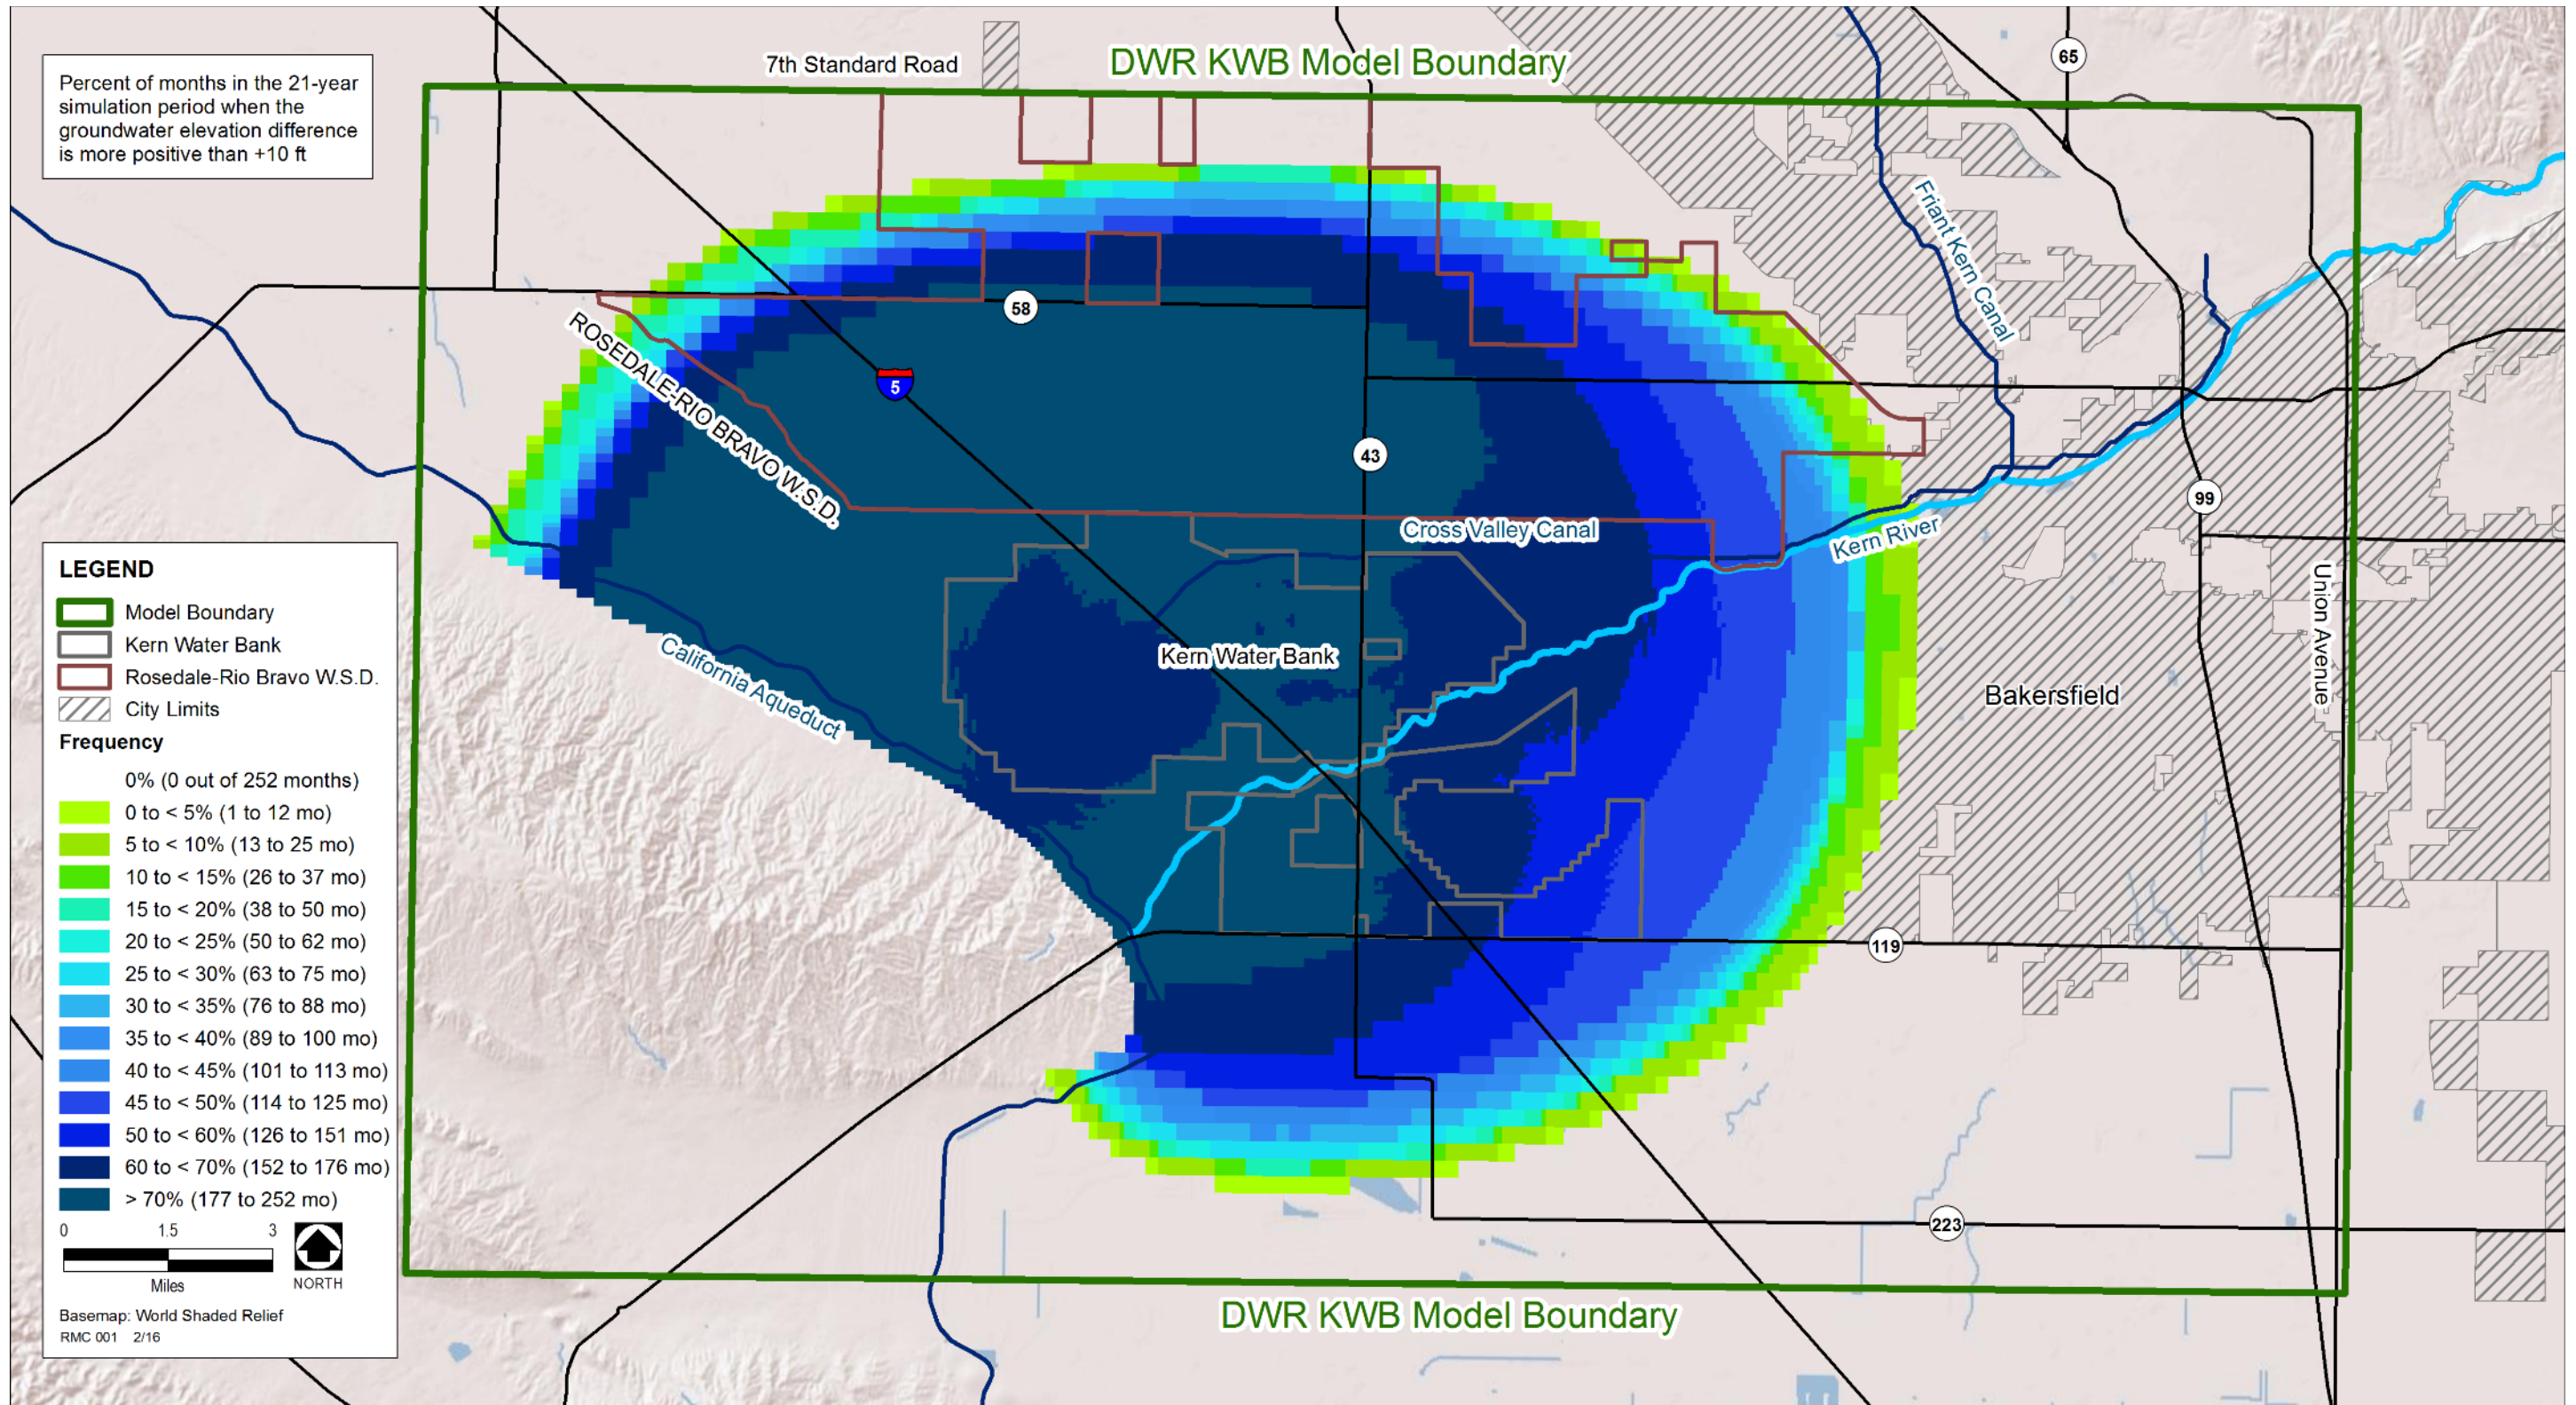 Percent of months in the 21-year
simulation period when the
groundwater elevation difference
is more positive than +10 ft
7th Standard Road
DWR KWB Model Boundary
65
Friant Kern Canal
58
ROSEDALE-RIO BRAVO W.S.D.
5
43
99
Cross Valley Canal
Kern River
Union Avenue
Kern Water Bank
California Aqueduct
Bakersfield
119
223
DWR KWB Model Boundary
LEGEND
Model Boundary
Kern Water Bank
Rosedale-Rio Bravo W.S.D.
City Limits
Frequency
0% (0 out of 252 months)
0 to < 5% (1 to 12 mo)
5 to < 10% (13 to 25 mo)
10 to < 15% (26 to 37 mo)
15 to < 20% (38 to 50 mo)
20 to < 25% (50 to 62 mo)
25 to < 30% (63 to 75 mo)
30 to < 35% (76 to 88 mo)
35 to < 40% (89 to 100 mo)
40 to < 45% (101 to 113 mo)
45 to < 50% (114 to 125 mo)
50 to < 60% (126 to 151 mo)
60 to < 70% (152 to 176 mo)
> 70% (177 to 252 mo)
0 1.5 3
Miles
NORTH
Basemap: World Shaded Relief
RMC 001 2/16